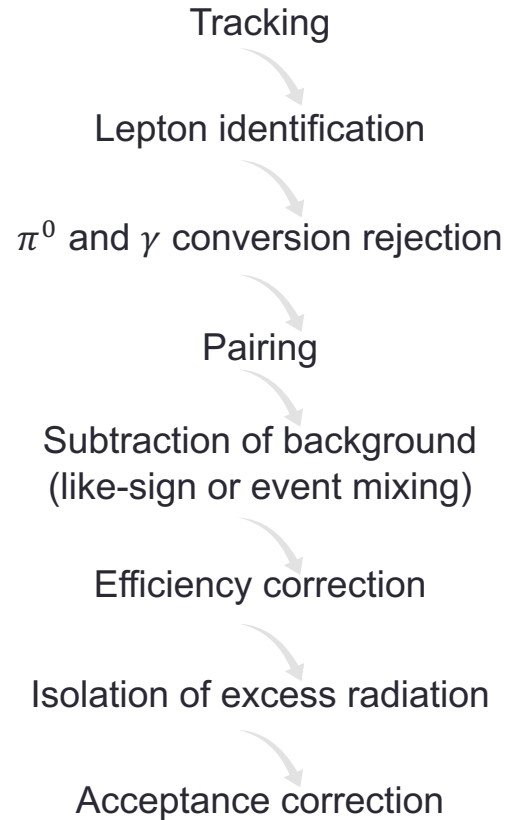 Tracking
Lepton identification
π⁰ and γ conversion rejection
Pairing
Subtraction of background
(like-sign or event mixing)
Efficiency correction
Isolation of excess radiation
Acceptance correction